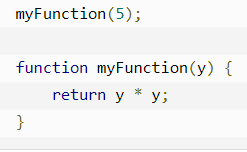 myFunction(5);
function myFunction(y) {
    return y * y;
}